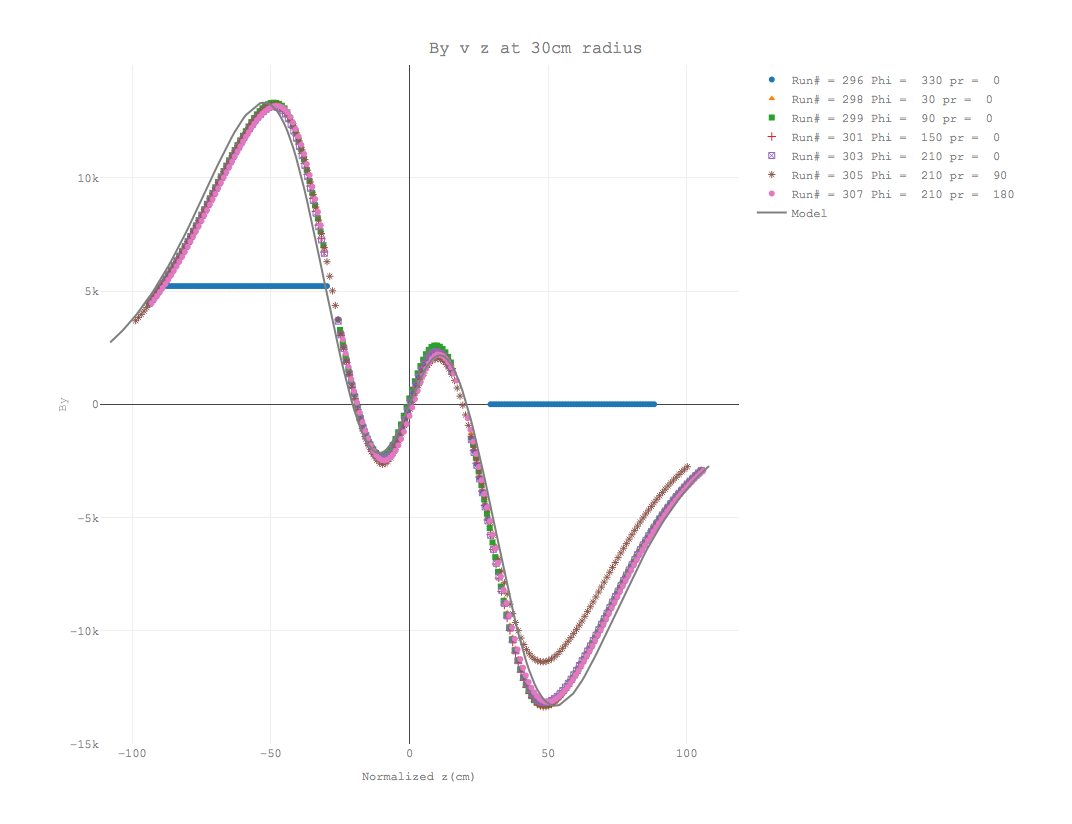 By v z at 30cm radius
Run# = 296 Phi =  330 pr =  0
Run# = 298 Phi =  30 pr =  0
Run# = 299 Phi =  90 pr =  0
Run# = 301 Phi =  150 pr =  0
Run# = 303 Phi =  210 pr =  0
Run# = 305 Phi =  210 pr =  90
Run# = 307 Phi =  210 pr =  180
Model
10k
5k
0
−5k
−10k
−15k
By
−100
−50
0
50
100
Normalized z(cm)